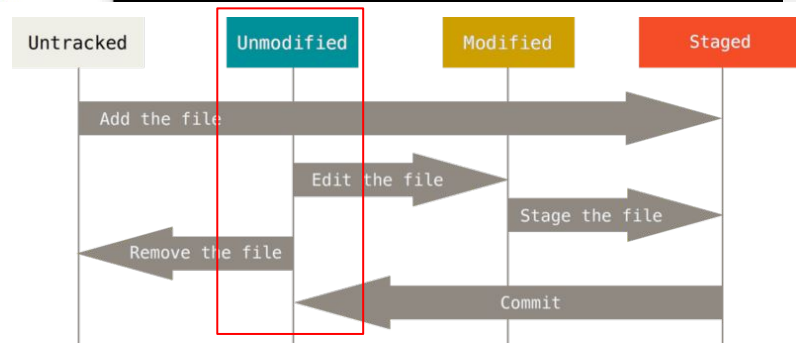 Untracked
Unmodified
Modified
Staged
Add the file
Edit the file
Stage the file
Remove the file
Commit